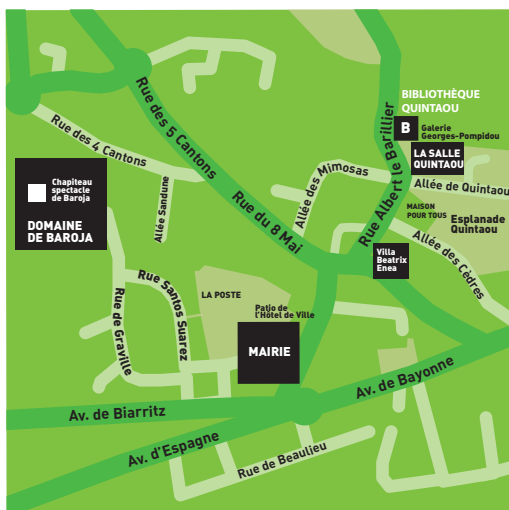 BIBLIOTHÈQUE
QUINTAOU
B
Galerie
Georges-Pompidou
LA SALLE
QUINTAOU
Rue des 5 Cantons
Rue des 4 Cantons
Rue Albert le Barillier
Allée des Mimosas
Allée de Quintaou
Chapiteau
spectacle
de Baroja
DOMAINE
DE BAROJA
Allée Sandune
Rue du 8 Mai
MAISON
POUR TOUS
Esplanade
Quintaou
Allée des Cèdres
Villa
Beatrix
Enea
Rue de Graville
Rue Santos Suarez
LA POSTE
Patio de
l'Hôtel de Ville
MAIRIE
Av. de Biarritz
Av. de Bayonne
Av. d'Espagne
Rue de Beaulieu